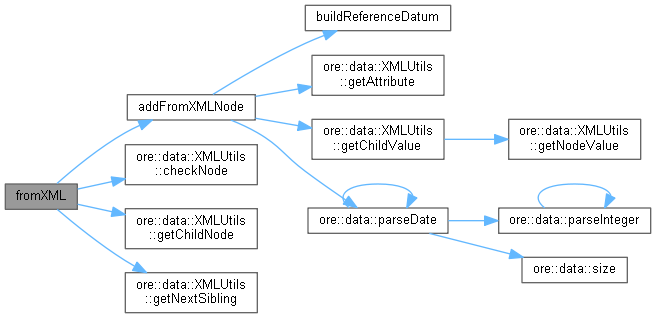 fromXML
addFromXMLNode
ore::data::XMLUtils
::checkNode
ore::data::XMLUtils
::getChildNode
ore::data::XMLUtils
::getNextSibling
buildReferenceDatum
ore::data::XMLUtils
::getAttribute
ore::data::XMLUtils
::getChildValue
ore::data::parseDate
ore::data::XMLUtils
::getNodeValue
ore::data::parseInteger
ore::data::size